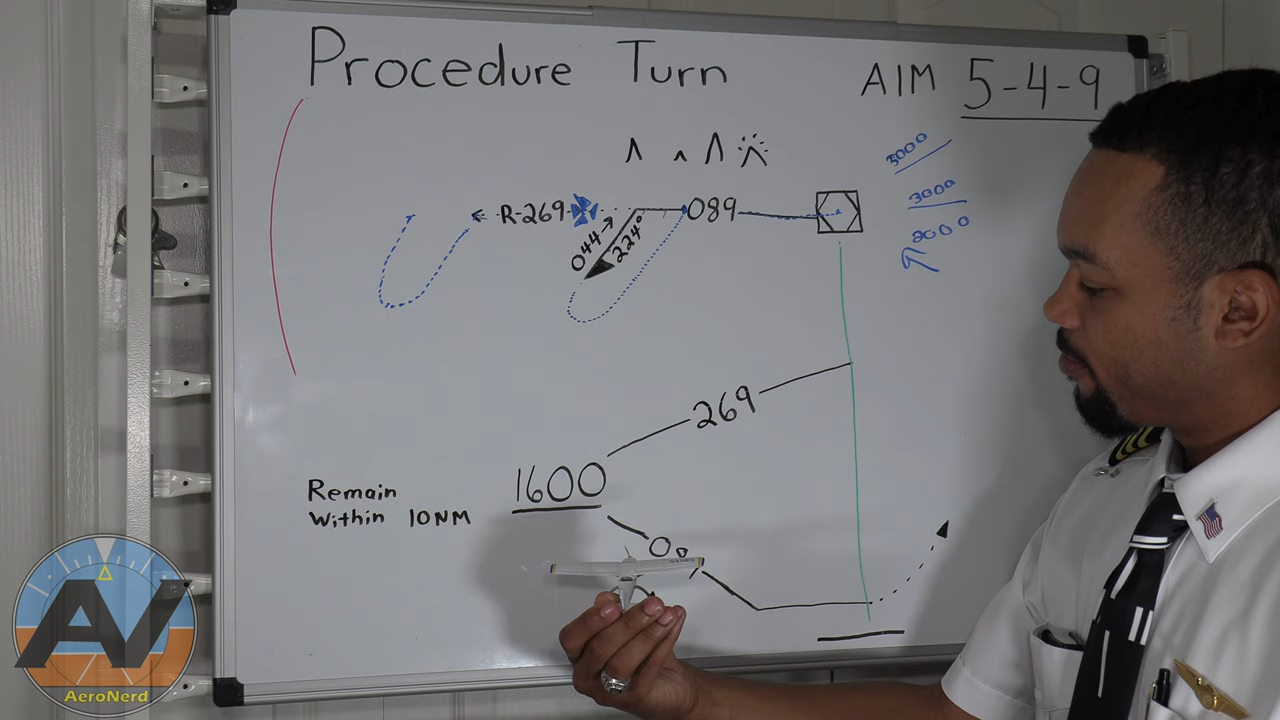 Procedure Turn
AIM 5-4-9
3000
3000
2000
R-269
089
044→
224°
269
1600
Remain
Within 10NM
AV
AeroNerd